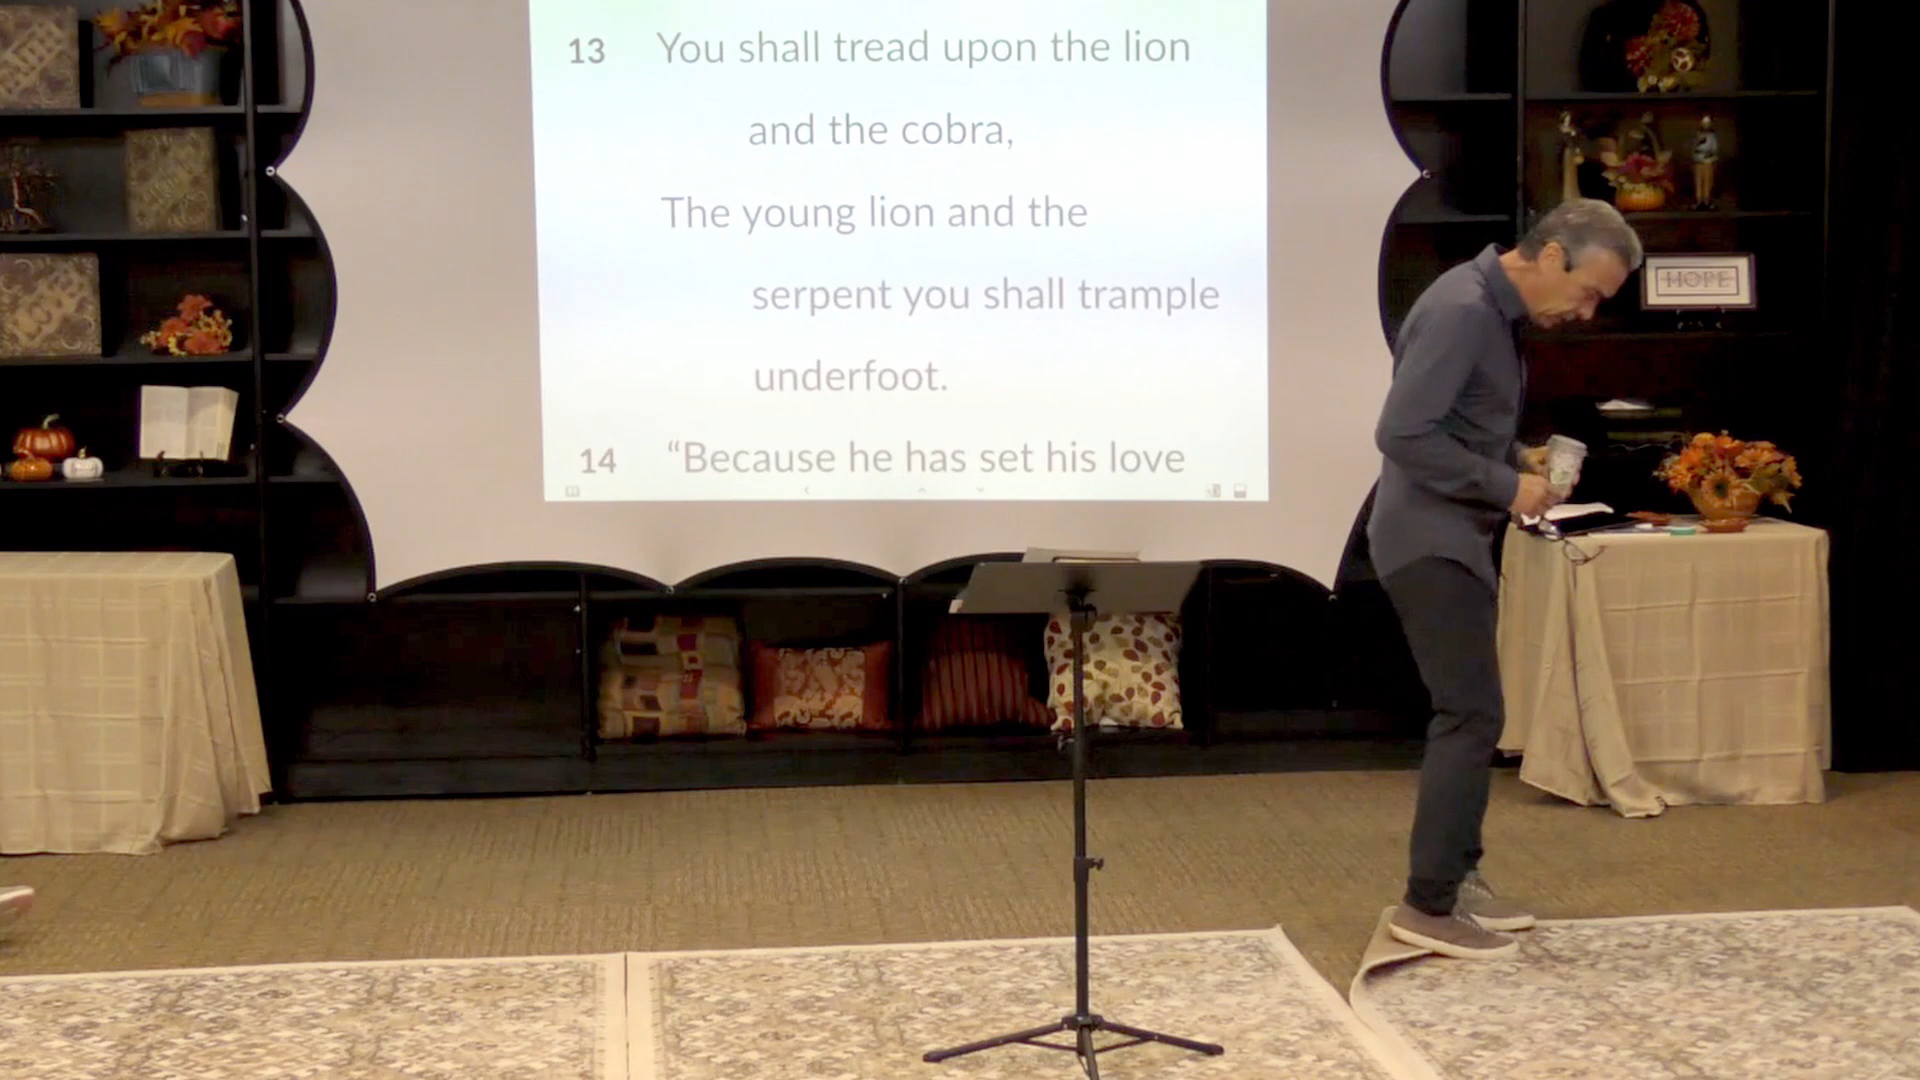 13 You shall tread upon the lion
and the cobra,
The young lion and the
serpent you shall trample
underfoot.
14 “Because he has set his love
FAITH
HOPE